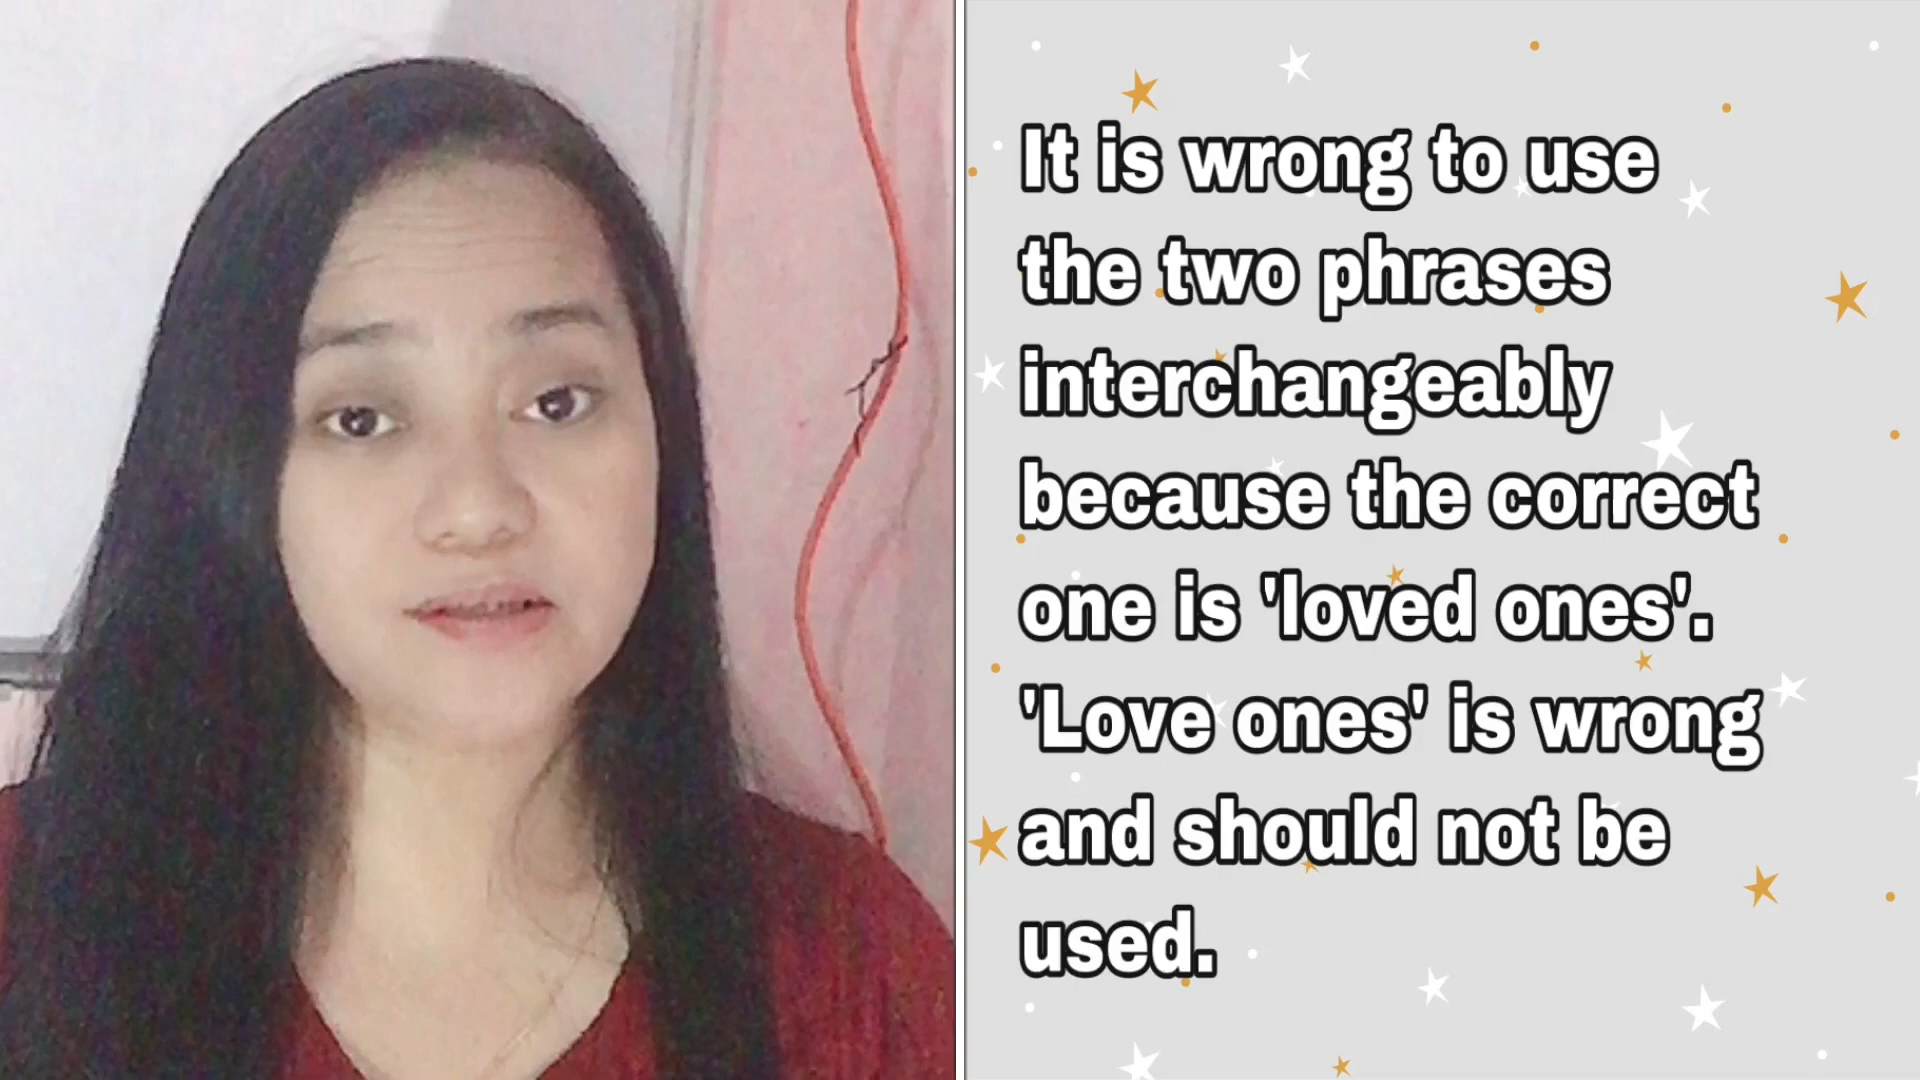 It is wrong to use
the two phrases
interchangeably
because the correct
one is 'loved ones'.
'Love ones' is wrong
and should not be
used.